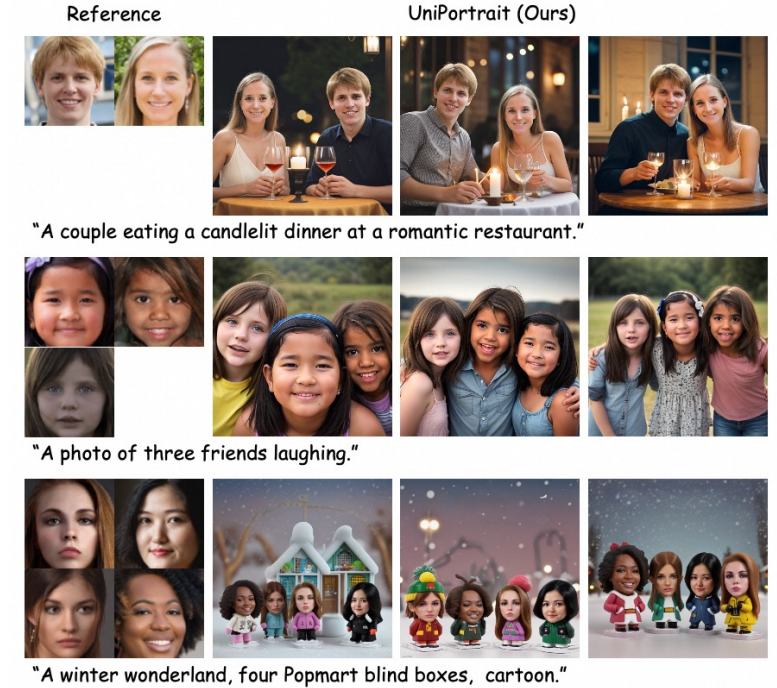 Reference
UniPortrait (Ours)
“A couple eating a candlelit dinner at a romantic restaurant.”
“A photo of three friends laughing.”
“A winter wonderland, four Popmart blind boxes, cartoon.”